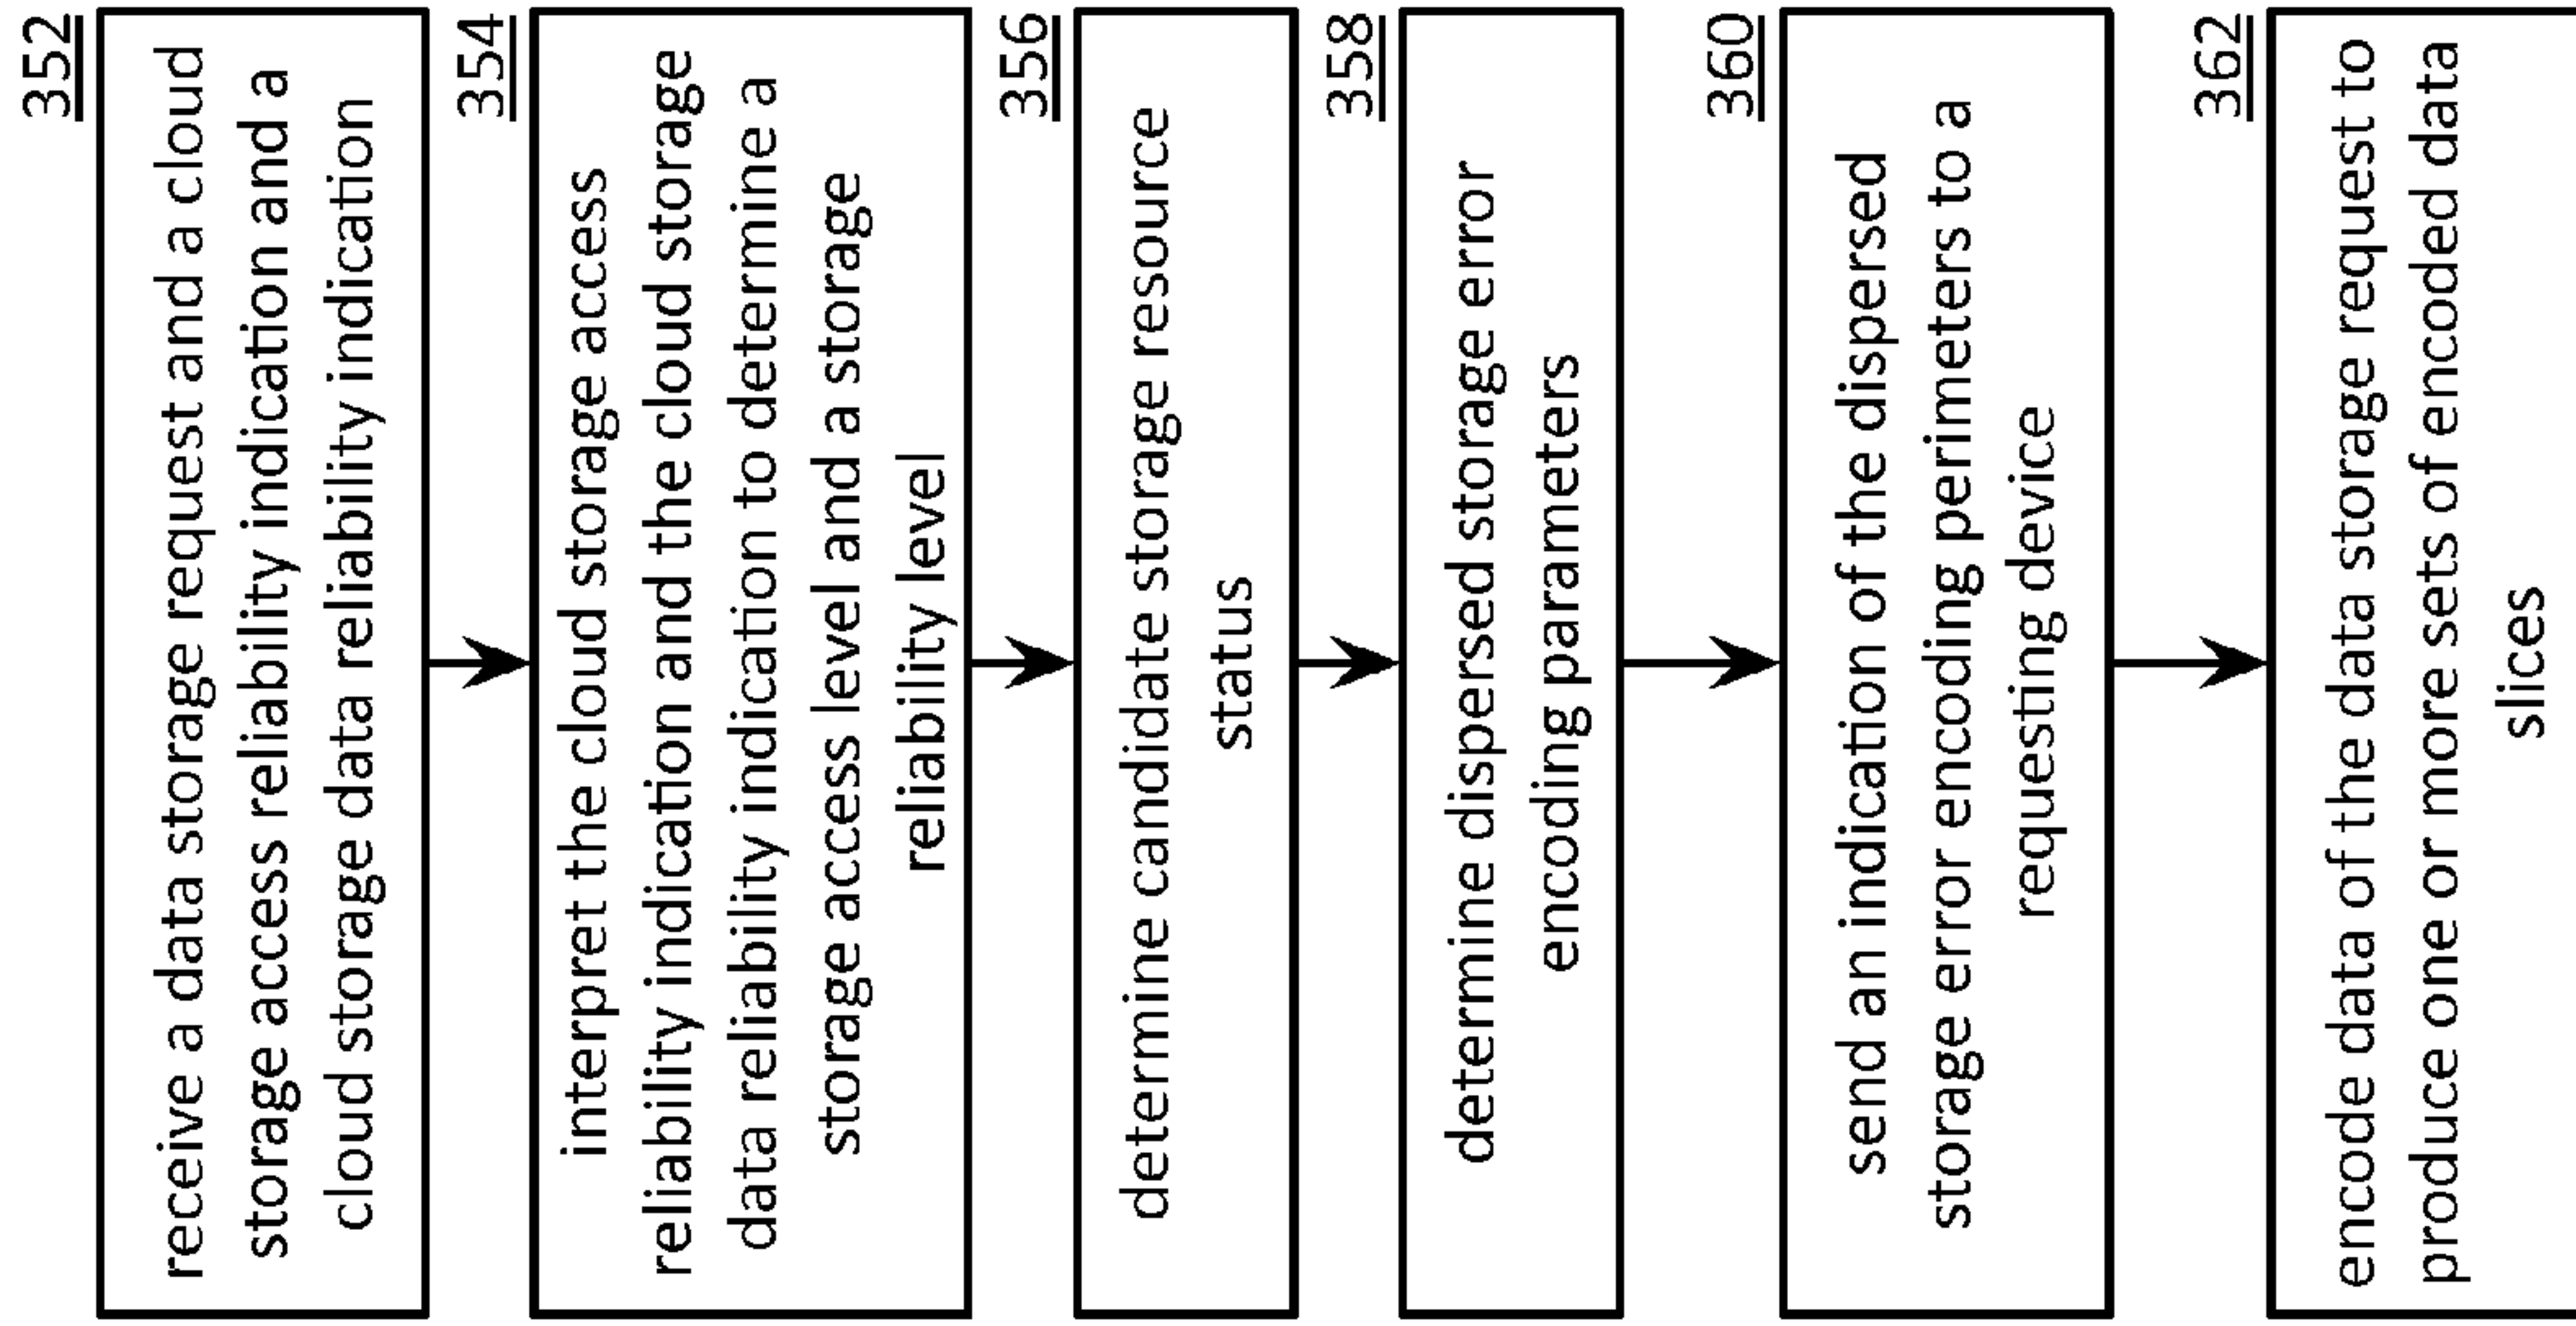 352
receive a data storage request and a cloud
storage access reliability indication and a
cloud storage data reliability indication
354
interpret the cloud storage access
reliability indication and the cloud storage
data reliability indication to determine a
storage access level and a storage
reliability level
356
determine candidate storage resource
status
358
determine dispersed storage error
encoding parameters
360
send an indication of the dispersed
storage error encoding perimeters to a
requesting device
362
encode data of the data storage request to
produce one or more sets of encoded data
slices